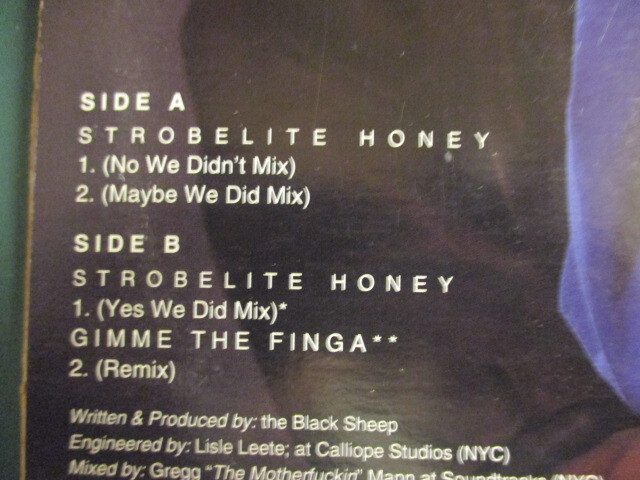 SIDE A
STROBELITE HONEY
1. (No We Didn't Mix)
2. (Maybe We Did Mix)
SIDE B
STROBELITE HONEY
1. (Yes We Did Mix)*
GIMME THE FINGA**
2. (Remix)
Written & Produced by: the Black Sheep
Engineered by: Lisle Leete; at Calliope Studios (NYC)
Mixed by: Gregg "The Motherfuckin" Mann at Soundtracks (NYC)